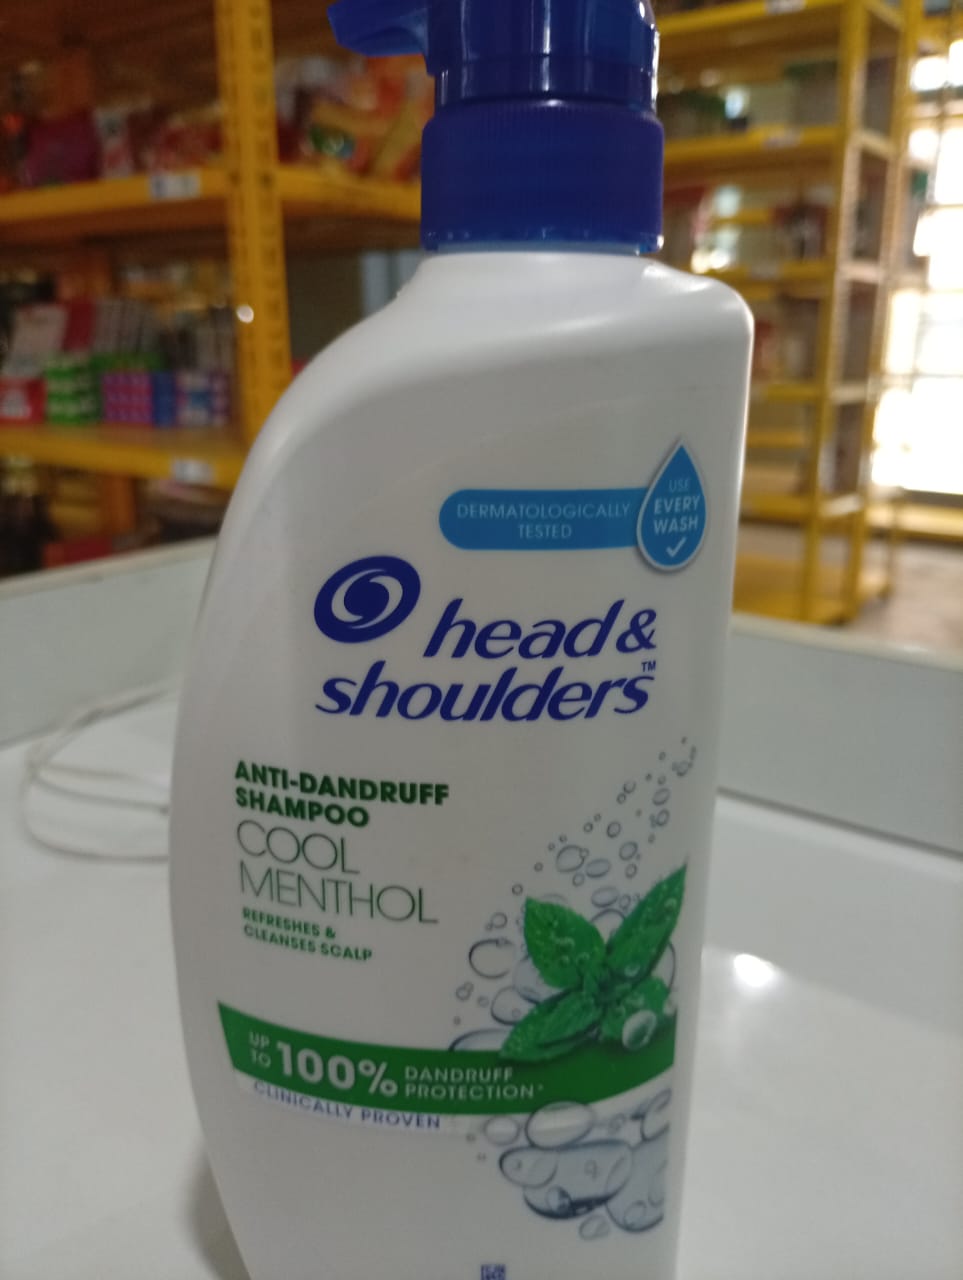 DERMATOLOGICALLY
TESTED
USE
EVERY
WASH
head &
shoulders™
ANTI-DANDRUFF
SHAMPOO
COOL
MENTHOL
REFRESHES &
CLEANSES SCALP
UP
TO 100% DANDRUFF
PROTECTION*
CLINICALLY PROVEN